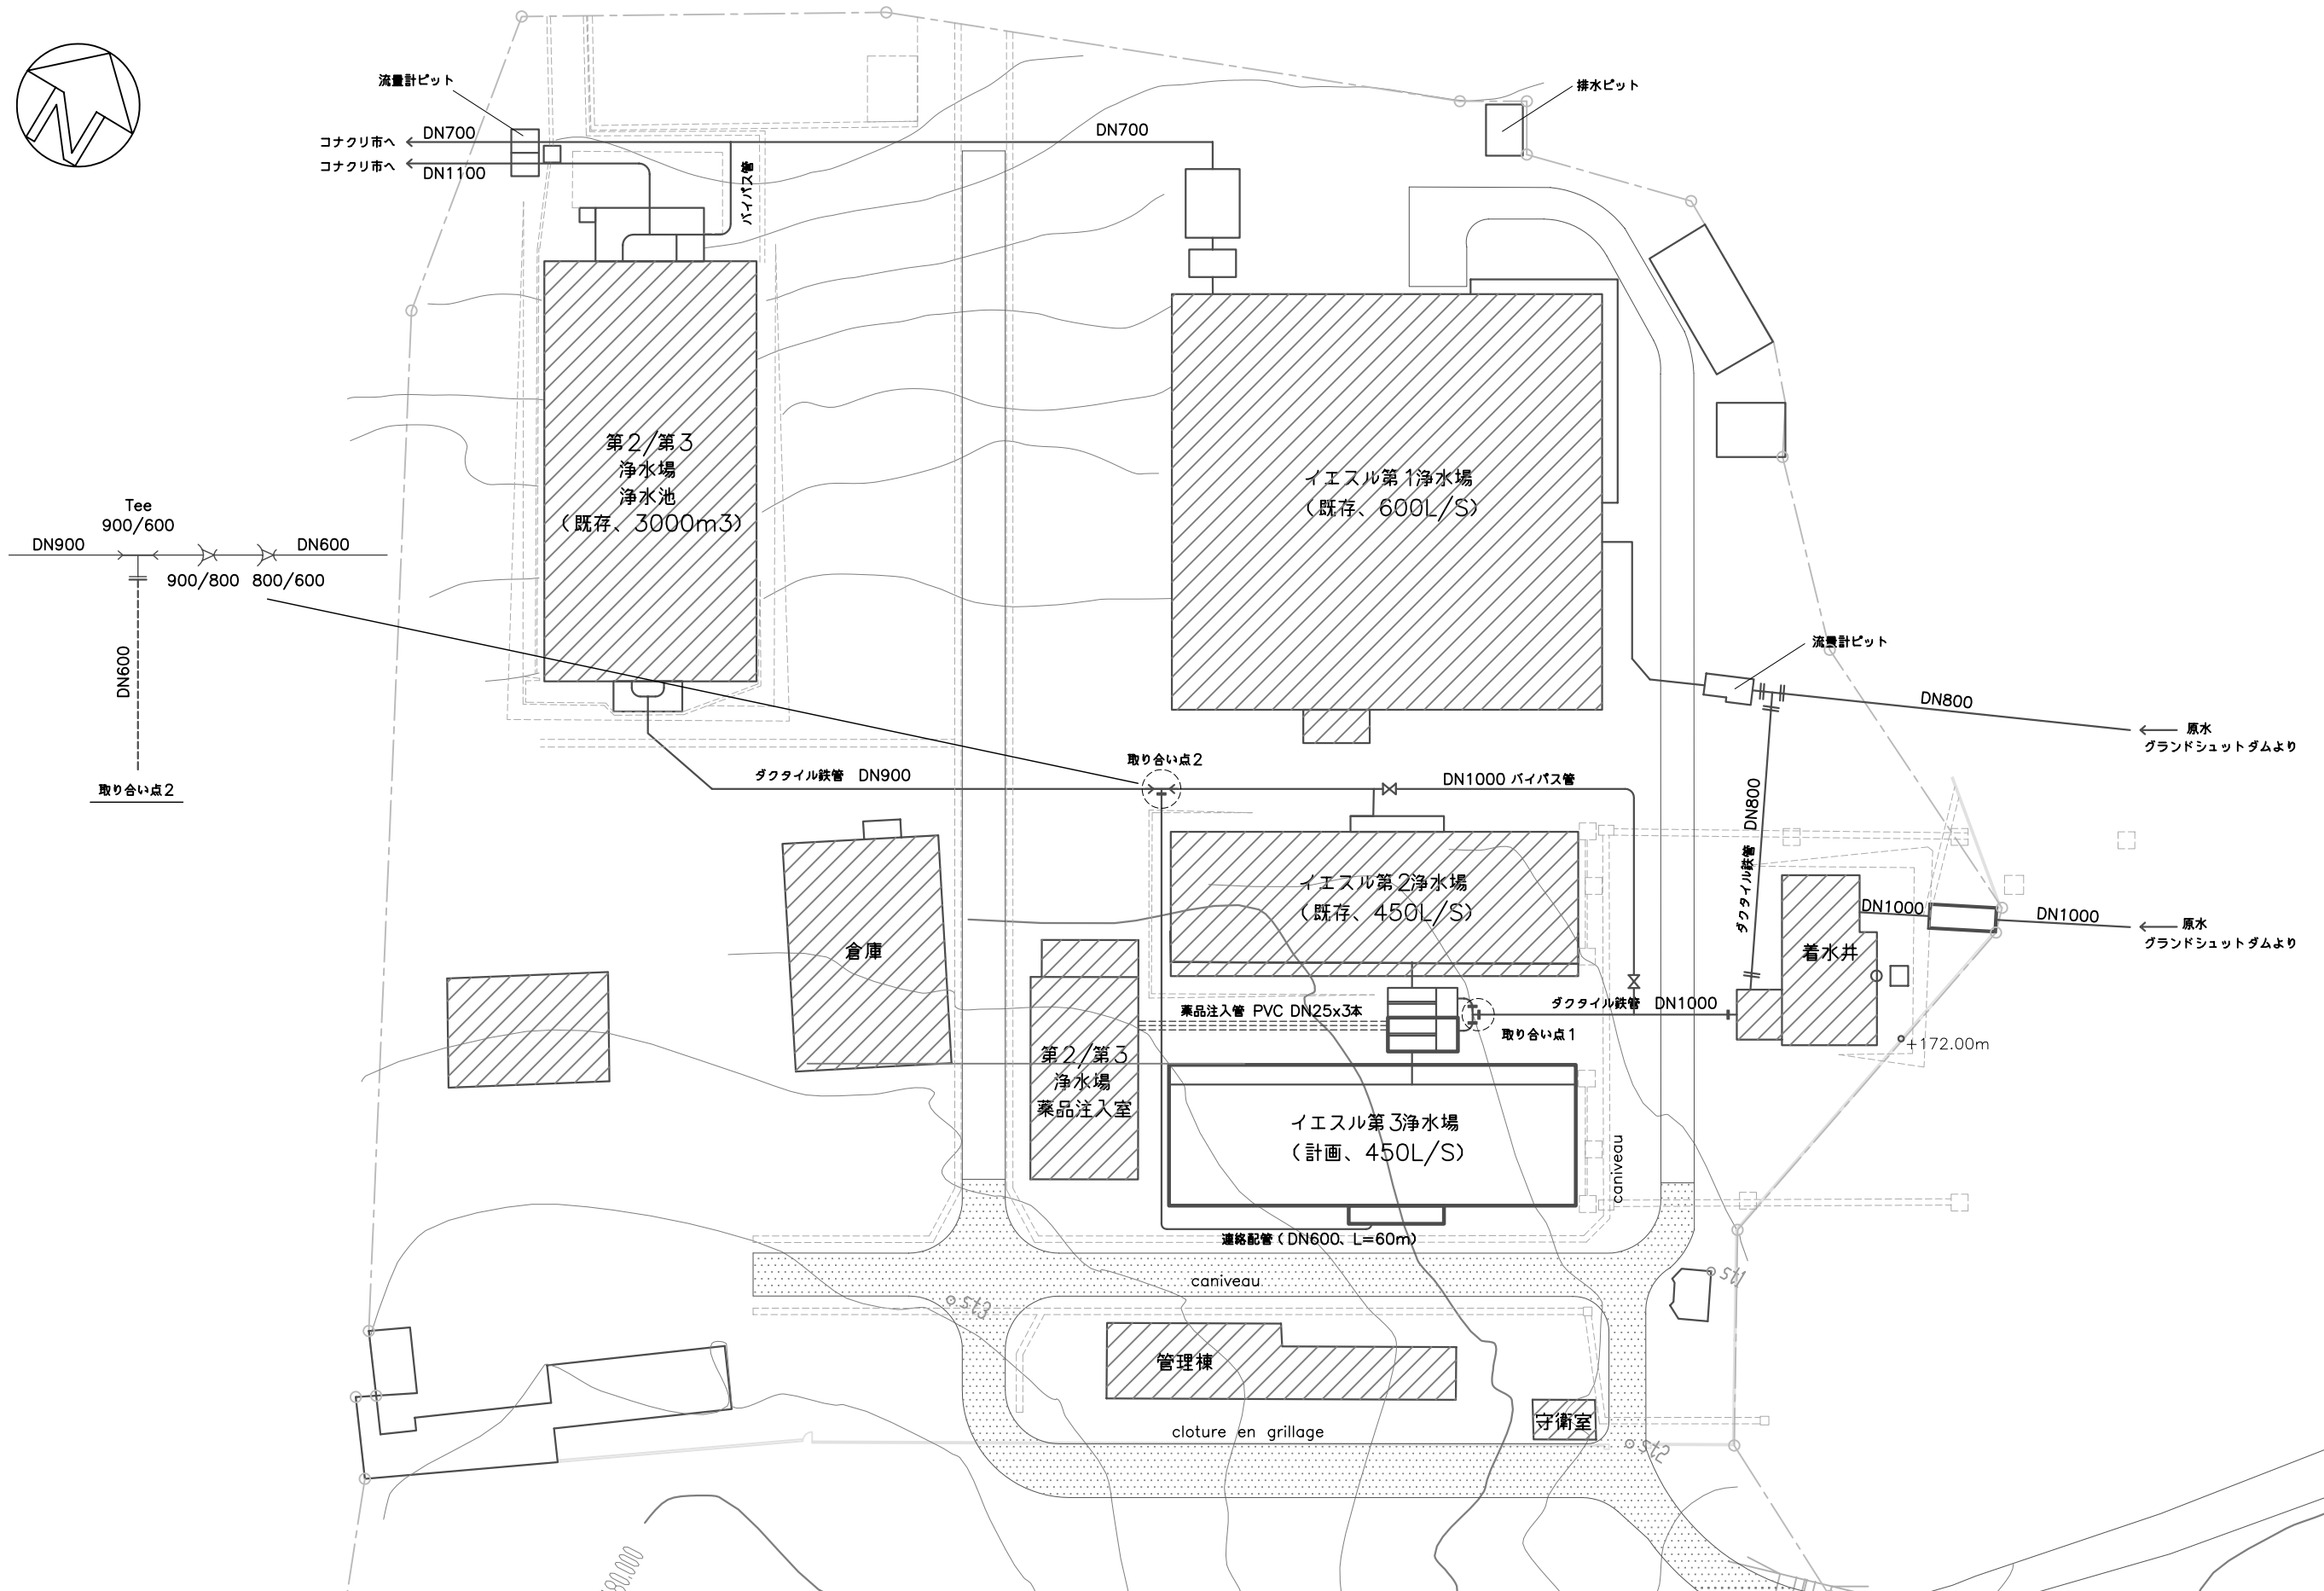 流量計ピット
排水ピット
コナクリ市へ
DN700
DN700
コナクリ市へ
DN1100
バイパス管
第2/第3
浄水場
浄水池
(既存、3000m3)
イエスル第1浄水場
(既存、600L/S)
Tee
900/600
DN900
DN600
900/800
800/600
DN600
取り合い点2
流量計ピット
DN800
原水
グランドシュットダムより
取り合い点2
ダクタイル鉄管 DN900
DN1000 バイパス管
ダクタイル鉄管 DN800
イエスル第2浄水場
(既存、450L/S)
倉庫
着水井
DN1000
DN1000
原水
グランドシュットダムより
薬品注入管 PVC DN25x3本
ダクタイル鉄管 DN1000
取り合い点1
+172.00m
第2/第3
浄水場
薬品注入室
イエスル第3浄水場
(計画、450L/S)
caniveau
連絡配管(DN600、L=60m)
caniveau
st1
st3
管理棟
守衛室
cloture en grillage
st2